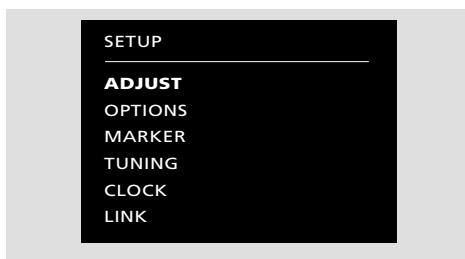 SETUP
ADJUST
OPTIONS
MARKER
TUNING
CLOCK
LINK